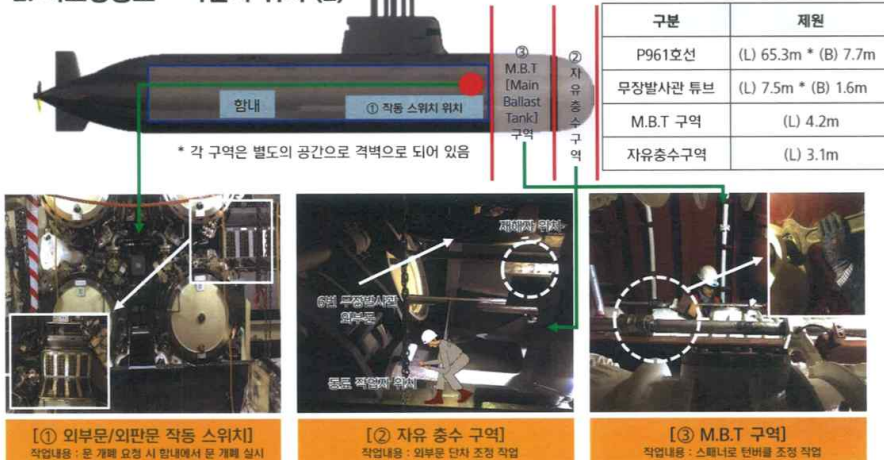 구분 제원
P961호선 (L) 65.3m * (B) 7.7m
무장발사관 튜브 (L) 7.5m * (B) 1.6m
M.B.T 구역 (L) 4.2m
자유충수구역 (L) 3.1m
함내
① 작동 스위치 위치
③
M.B.T
[Main
Ballast
Tank]
구역
②
자
유
충
수
구
역
* 각 구역은 별도의 공간으로 격벽으로 되어 있음
재해자 위치
6번 무장발사관
외부문
동료 작업자 위치
[① 외부문/외판문 작동 스위치]
작업내용 : 문 개폐 요청 시 함내에서 문 개폐 실시
[② 자유 충수 구역]
작업내용 : 외부문 단차 조정 작업
[③ M.B.T 구역]
작업내용 : 스패너로 턴버클 조정 작업